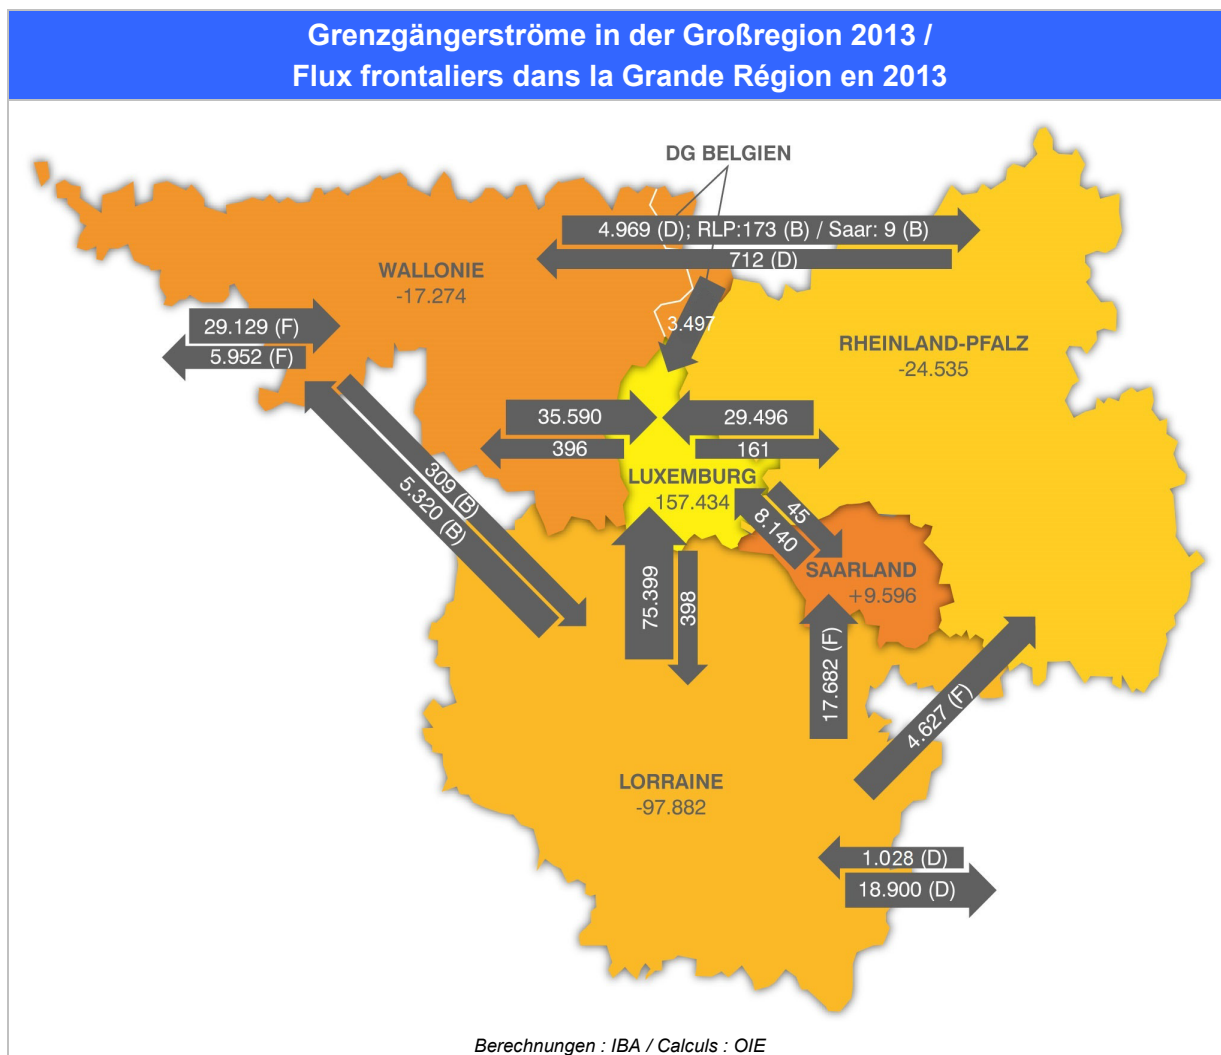 Grenzgängerströme in der Großregion 2013 /
Flux frontaliers dans la Grande Région en 2013
DG BELGIEN
4.969 (D); RLP:173 (B) / Saar: 9 (B)
712 (D)
WALLONIE
-17.274
29.129 (F)
5.952 (F)
3.497
RHEINLAND-PFALZ
-24.535
35.590
396
29.496
161
LUXEMBURG
157.434
309 (B)
5.320 (B)
45
8.140
SAARLAND
+9.596
75.399
398
17.682 (F)
4.627 (F)
LORRAINE
-97.882
1.028 (D)
18.900 (D)
Berechnungen : IBA / Calculs : OIE